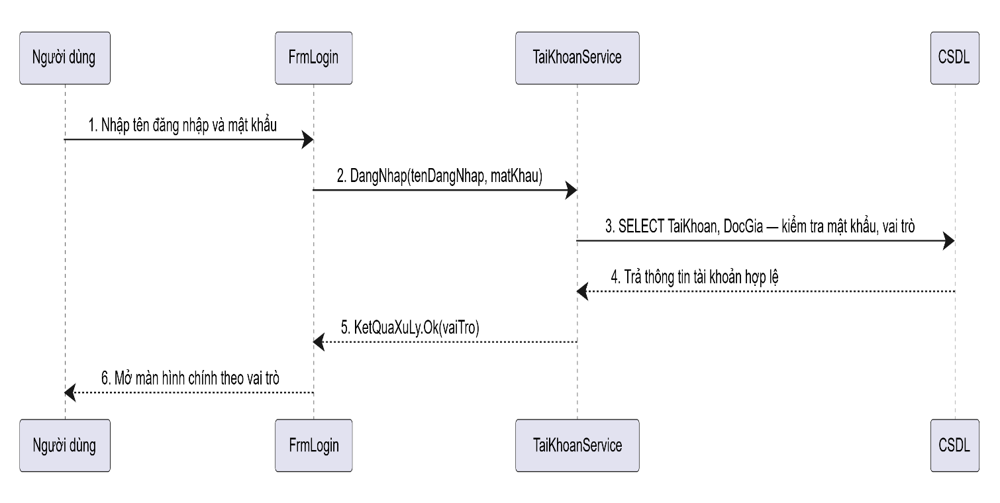 Người dùng
FrmLogin
TaiKhoanService
CSDL
1. Nhập tên đăng nhập và mật khẩu
2. DangNhap(tenDangNhap, matKhau)
3. SELECT TaiKhoan, DocGia — kiểm tra mật khẩu, vai trò
4. Trả thông tin tài khoản hợp lệ
5. KetQuaXuLy.Ok(vaiTro)
6. Mở màn hình chính theo vai trò
Người dùng
FrmLogin
TaiKhoanService
CSDL